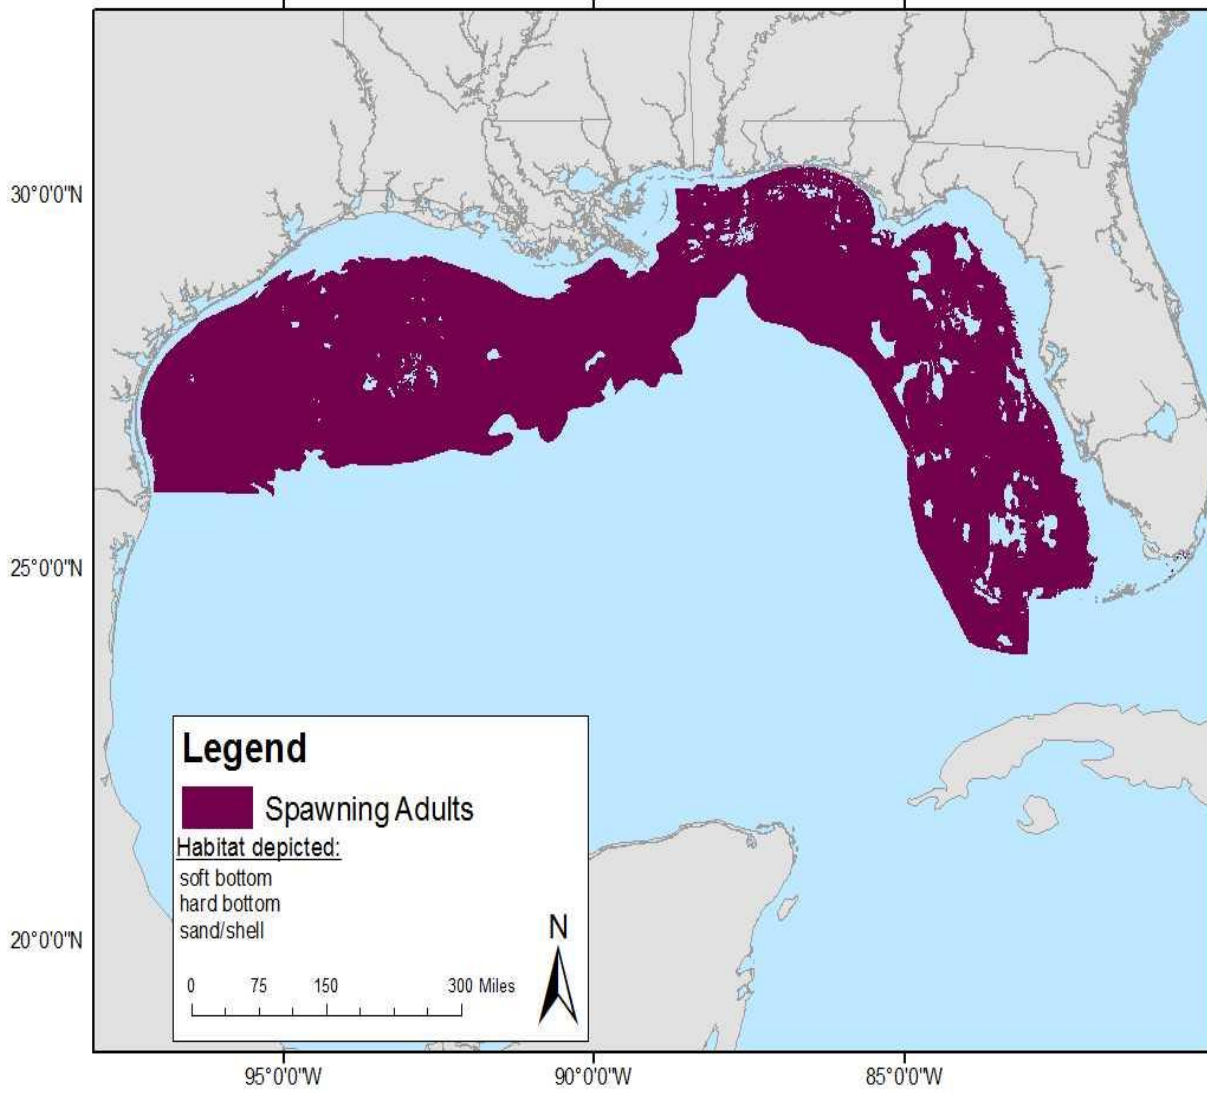 30°0'0"N
25°0'0"N
20°0'0"N
Legend
Spawning Adults
Habitat depicted:
soft bottom
hard bottom
sand/shell
N
0 75 150 300 Miles
95°0'0"W 90°0'0"W 85°0'0"W